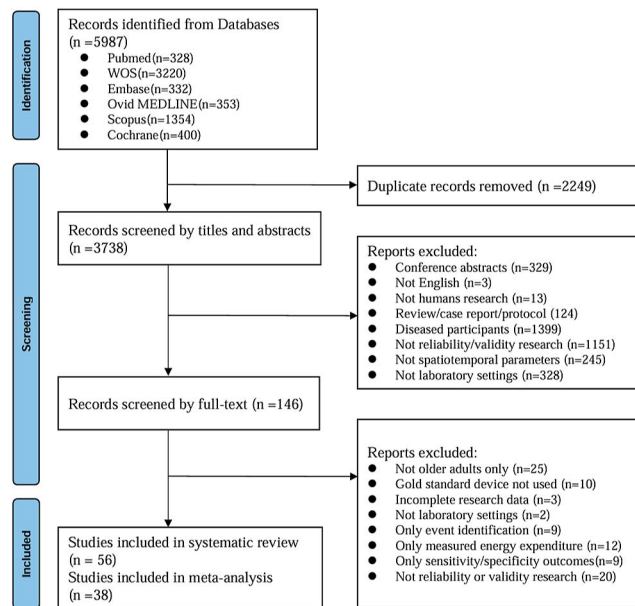 Identification
Records identified from Databases
(n =5987)
● Pubmed(n=328)
● WOS(n=3220)
● Embase(n=332)
● Ovid MEDLINE(n=353)
● Scopus(n=1354)
● Cochrane(n=400)
Duplicate records removed (n =2249)
Screening
Records screened by titles and abstracts
(n =3738)
Reports excluded:
● Conference abstracts (n=329)
● Not English (n=3)
● Not humans research (n=13)
● Review/case report/protocol (124)
● Diseased participants (n=1399)
● Not reliability/validity research (n=1151)
● Not spatiotemporal parameters (n=245)
● Not laboratory settings (n=328)
Records screened by full-text (n =146)
Reports excluded:
● Not older adults only (n=25)
● Gold standard device not used (n=10)
● Incomplete research data (n=3)
● Not laboratory settings (n=2)
● Only event identification (n=9)
● Only measured energy expenditure (n=12)
● Only sensitivity/specificity outcomes(n=9)
● Not reliability or validity research (n=20)
Included
Studies included in systematic review
(n = 56)
Studies included in meta-analysis
(n =38)